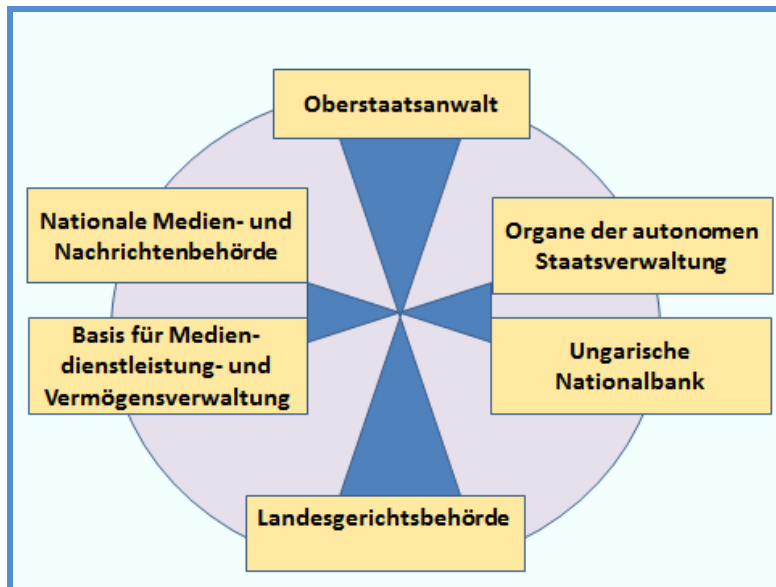 Oberstaatsanwalt
Nationale Medien- und
Nachrichtenbehörde
Organe der autonomen
Staatsverwaltung
Basis für Medien-
dienstleistung- und
Vermögensverwaltung
Ungarische
Nationalbank
Landesgerichtsbehörde